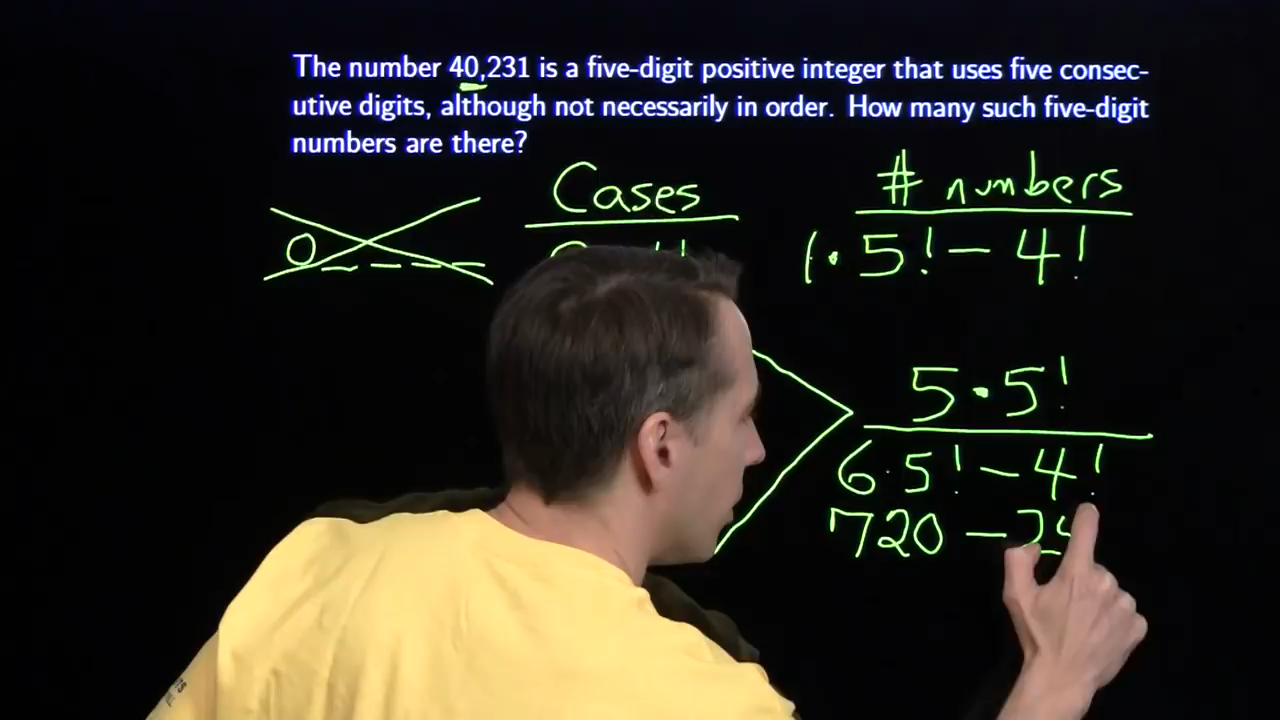 The number 40,231 is a five-digit positive integer that uses five consec-
utive digits, although not necessarily in order. How many such five-digit
numbers are there?
Cases
# numbers
0 _ _ _ _
1 · 5! - 4!
5 · 5!
6 · 5! - 4!
720 - 24